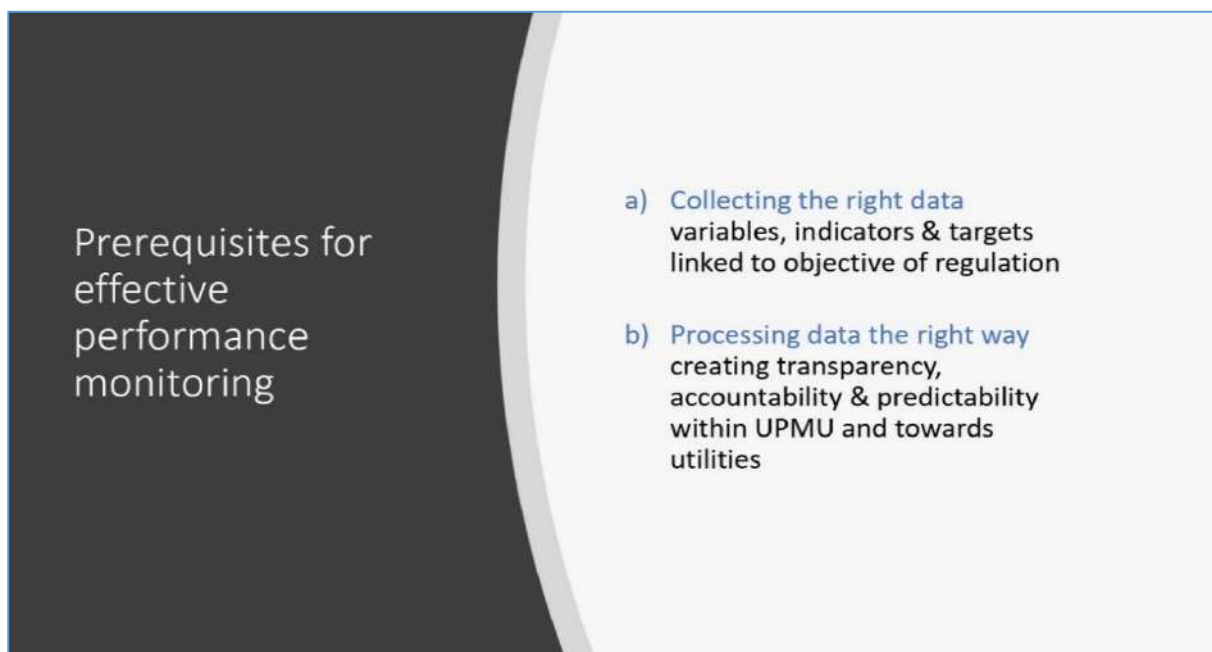 Prerequisites for
effective
performance
monitoring
a) Collecting the right data
variables, indicators & targets
linked to objective of regulation
b) Processing data the right way
creating transparency,
accountability & predictability
within UPMU and towards
utilities